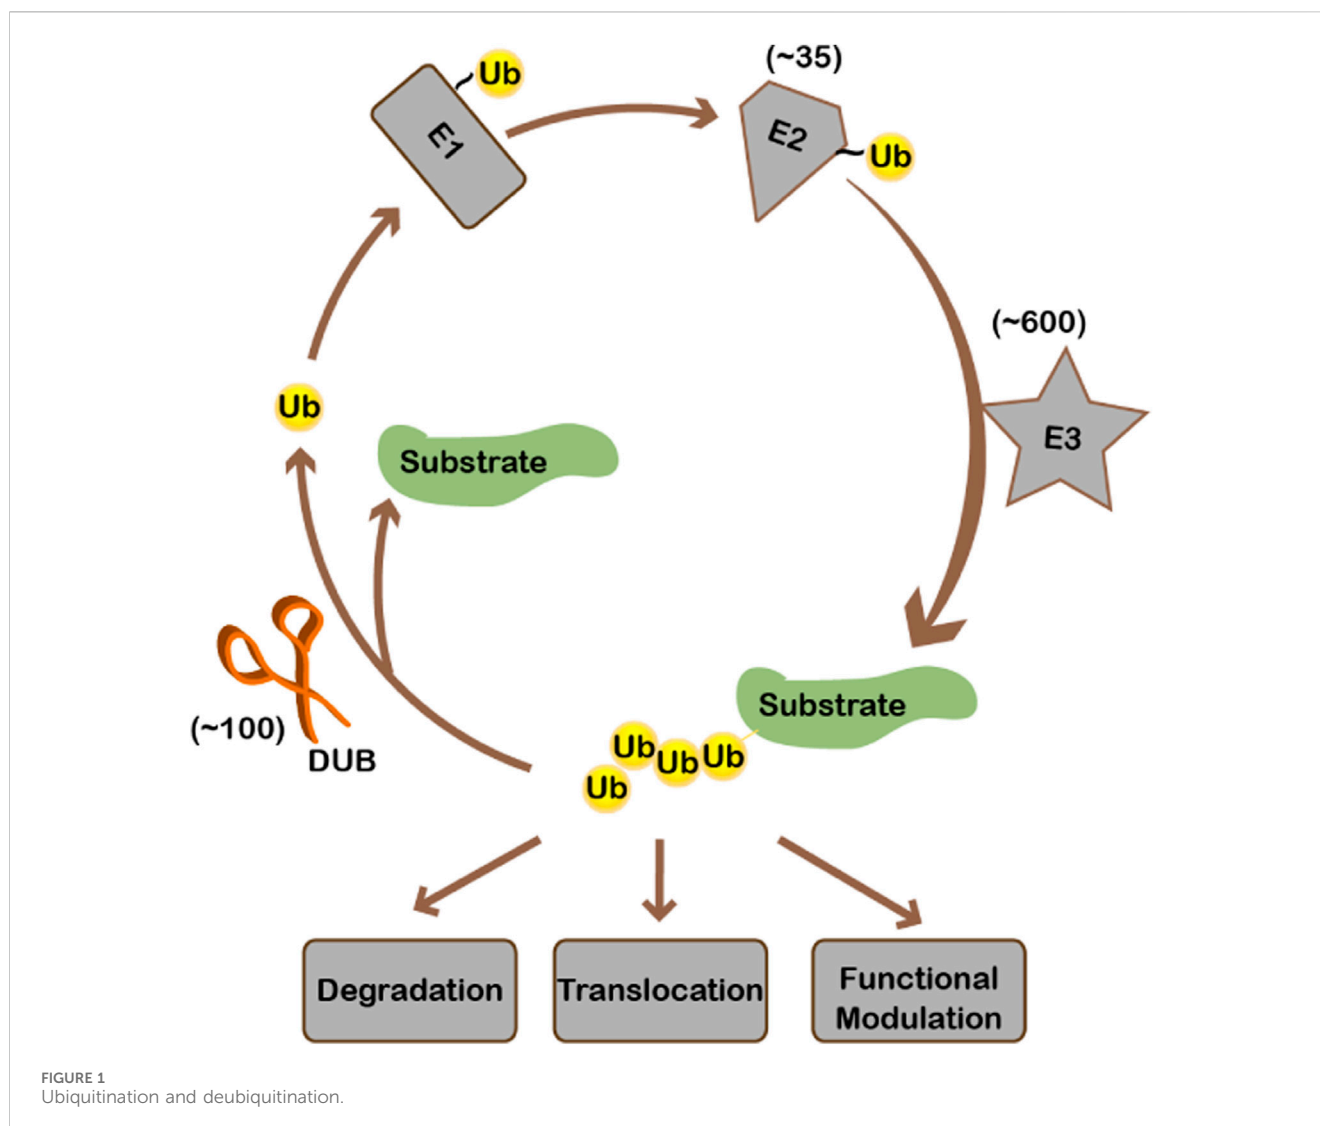 Ub
(~35)
E1
E2
Ub
(~600)
Ub
E3
Substrate
Substrate
(~100)
DUB
Ub
Ub
Ub
Ub
Degradation
Translocation
Functional
Modulation
FIGURE 1
Ubiquitination and deubiquitination.